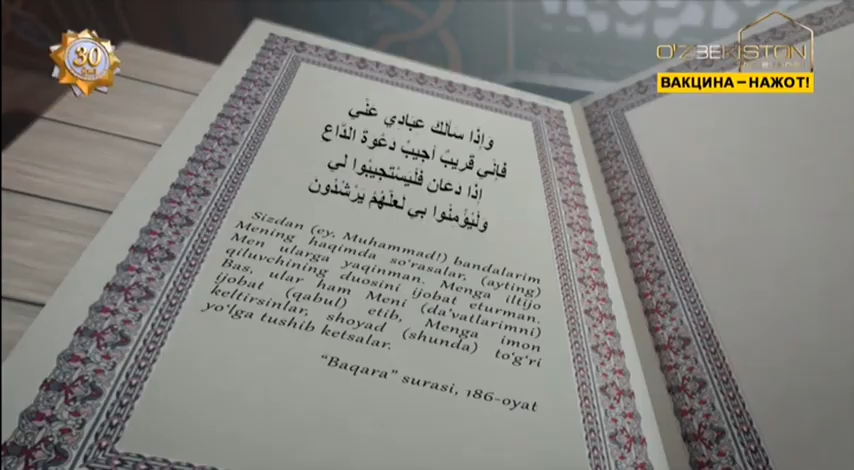 30
O'ZBEKISTON
ВАКЦИНА – НАЖОТ!
وَإِذَا سَأَلَكَ عِبَادِي عَنِّي
فَإِنِّي قَرِيبٌ أُجِيبُ دَعْوَةَ الدَّاعِ
إِذَا دَعَانِ فَلْيَسْتَجِيبُوا لِي
وَلْيُؤْمِنُوا بِي لَعَلَّهُمْ يَرْشُدُونَ
Sizdan (ey, Muhammad!) bandalarim
Mening haqimda so'rasalar, (ayting)
Men ularga yaqinman. Menga iltijo
qiluvchining duosini ijobat eturman.
Bas, ular ham Meni (da'vatlarimni)
ijobat (qabul) etib, Menga imon
keltirsinlar, shoyad (shunda) to'g'ri
yo'lga tushib ketsalar.
"Baqara" surasi, 186-oyat